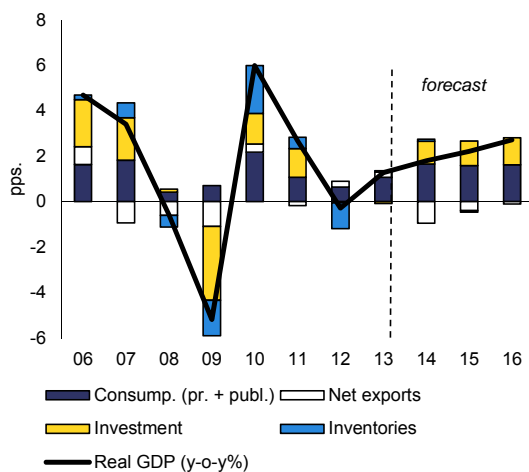 8
6
forecast
4
pps.
2
0
-2
-4
-6
06 07 08 09 10 11 12 13 14 15 16
Consump. (pr. + publ.) Net exports
Investment Inventories
Real GDP (y-o-y%)